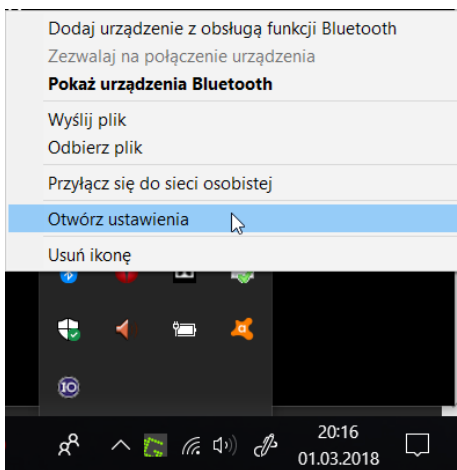 Dodaj urządzenie z obsługą funkcji Bluetooth
Zezwalaj na połączenie urządzenia
Pokaż urządzenia Bluetooth
Wyślij plik
Odbierz plik
Przyłącz się do sieci osobistej
Otwórz ustawienia
Usuń ikonę
IO
20:16
01.03.2018